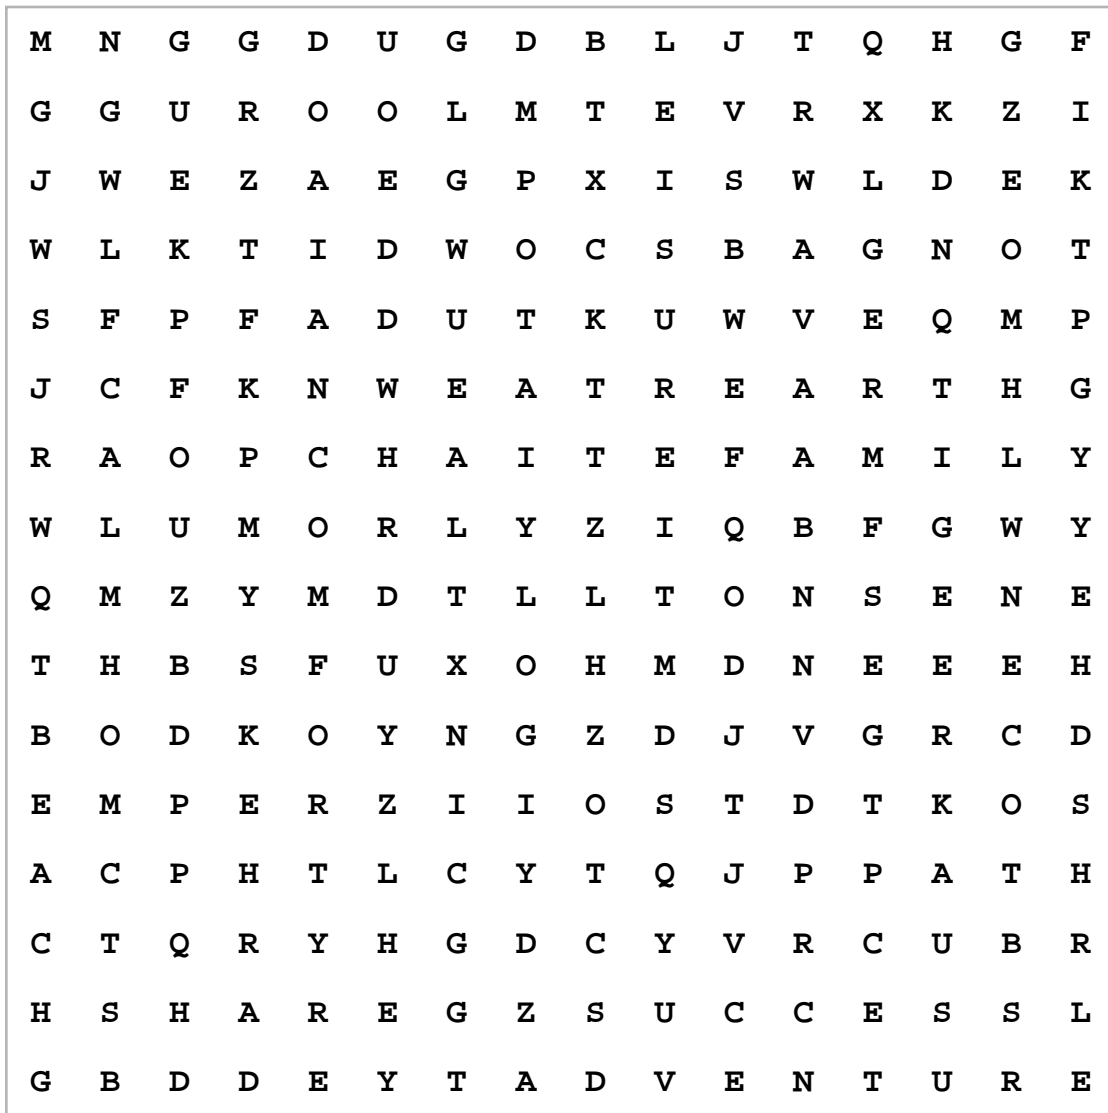 M N G G D U G D B L J T Q H G F
G G U R O O L M T E V R X K Z I
J W E Z A E G P X I S W L D E K
W L K T I D W O C S B A G N O T
S F P F A D U T K U W V E Q M P
J C F K N W E A T R E A R T H G
R A O P C H A I T E F A M I L Y
W L U M O R L Y Z I Q B F G W Y
Q M Z Y M D T L L T O N S E N E
T H B S F U X O H M D N E E E H
B O D K O Y N G Z D J V G R C D
E M P E R Z I I O S T D T K O S
A C P H T L C Y T Q J P P A T H
C T Q R Y H G D C Y V R C U B R
H S H A R E G Z S U C C E S S L
G B D D E Y T A D V E N T U R E